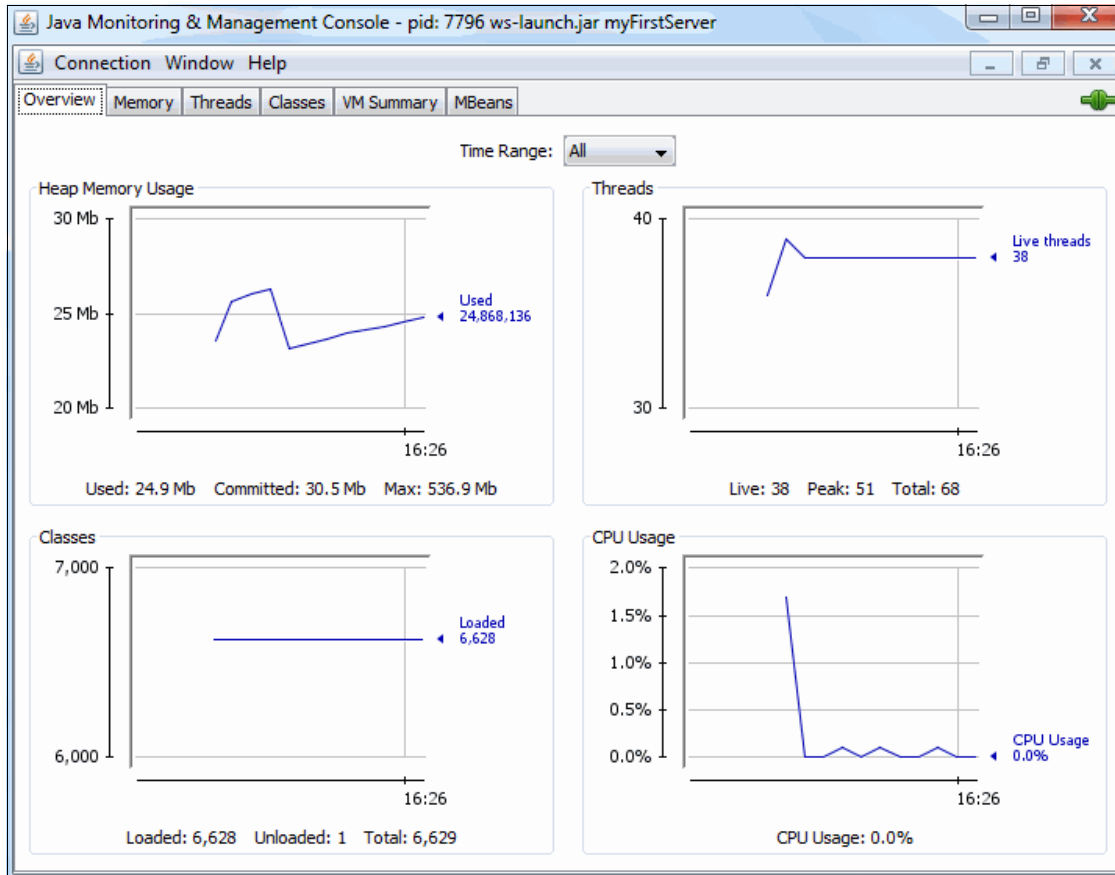 Java Monitoring & Management Console - pid: 7796 ws-launch.jar myFirstServer
Connection Window Help
Overview Memory Threads Classes VM Summary MBeans
Time Range: All
Heap Memory Usage
30 Mb
25 Mb
20 Mb
Used
24,868,136
16:26
Used: 24.9 Mb Committed: 30.5 Mb Max: 536.9 Mb
Threads
40
30
Live threads
38
16:26
Live: 38 Peak: 51 Total: 68
Classes
7,000
6,000
Loaded
6,628
16:26
Loaded: 6,628 Unloaded: 1 Total: 6,629
CPU Usage
2.0%
1.5%
1.0%
0.5%
0.0%
CPU Usage
0.0%
16:26
CPU Usage: 0.0%